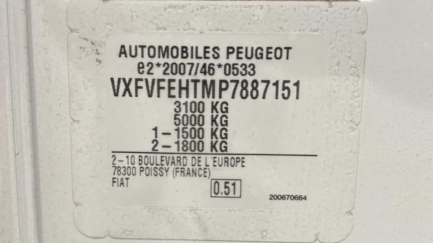 AUTOMOBILES PEUGEOT
e2*2007/46*0533
VXFVFEHTMP7887151
3100 KG
5000 KG
1-1500 KG
2-1800 KG
2-10 BOULEVARD DE L'EUROPE
78300 POISSY (FRANCE)
FIAT
0.51
200670664